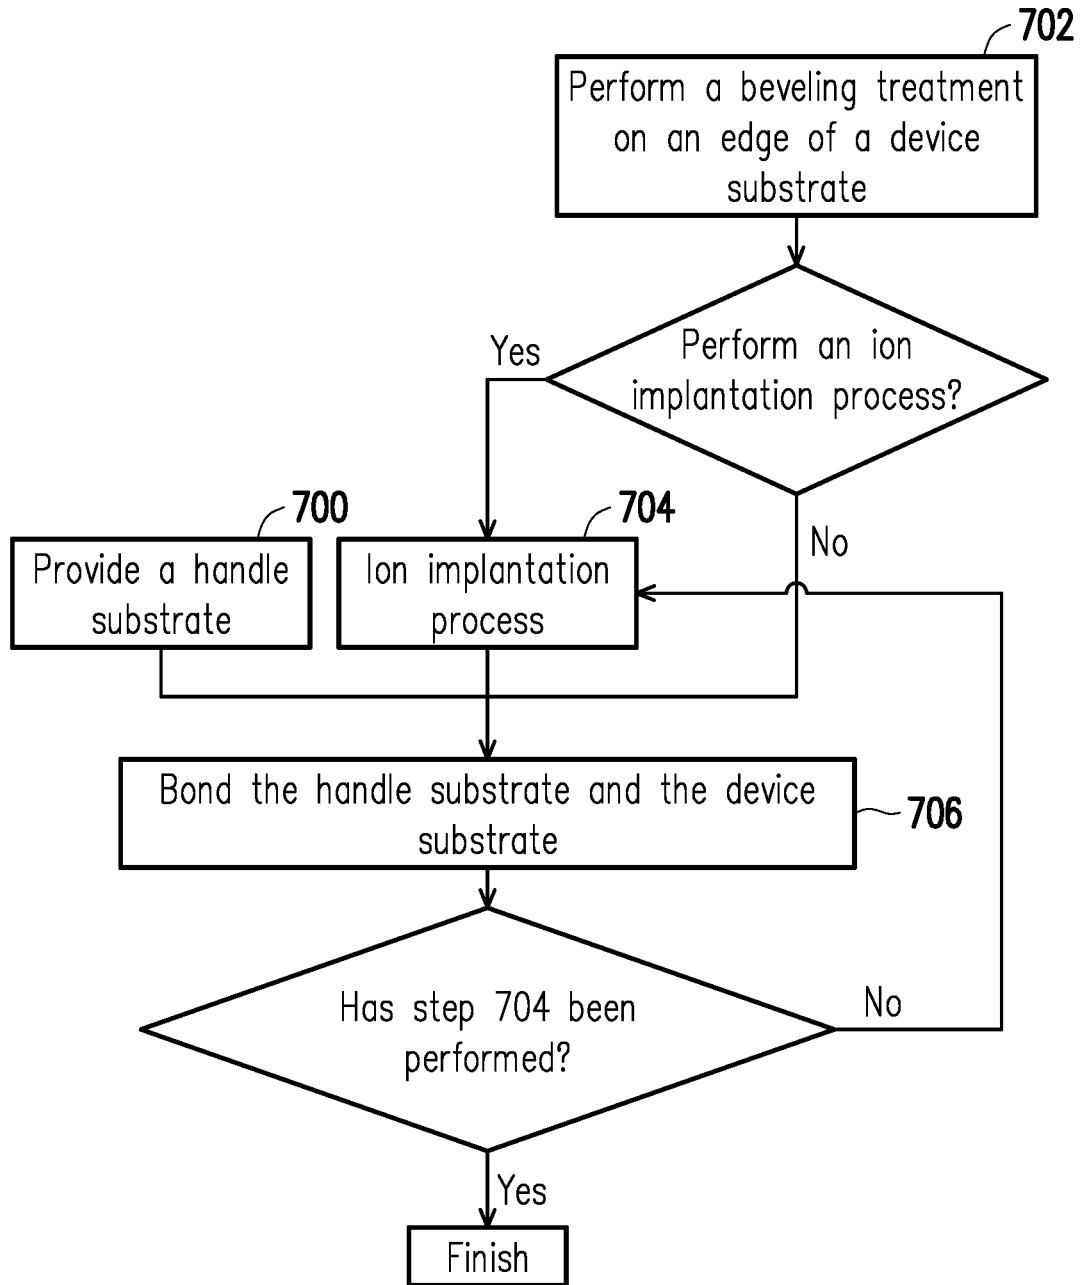 702
Perform a beveling treatment
on an edge of a device
substrate
Yes
Perform an ion
implantation process?
700
704
No
Provide a handle
substrate
Ion implantation
process
Bond the handle substrate and the device
substrate
706
Has step 704 been
performed?
No
Yes
Finish